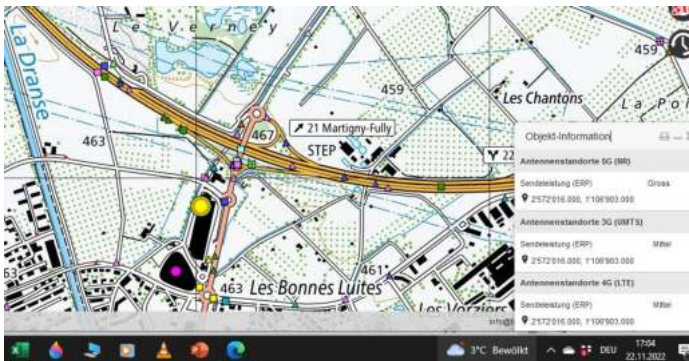 Le Verney
La Dranse
459
459
Les Chantons
La Po
463
467
21 Martigny-Fully
STEP
22
Objekt-Information
Antennenstandorte 5G (NR)
Sendeleistung (ERP) Gross
2'572'016.000, 1'106'903.000
Antennenstandorte 3G (UMTS)
Sendeleistung (ERP) Mittel
2'572'016.000, 1'106'903.000
Antennenstandorte 4G (LTE)
Sendeleistung (ERP) Mittel
2'572'016.000, 1'106'903.000
63
463
Les Bonnes Luites
461
Les Vorziers
3°C Bewölkt
DEU
17:04
22.11.2022